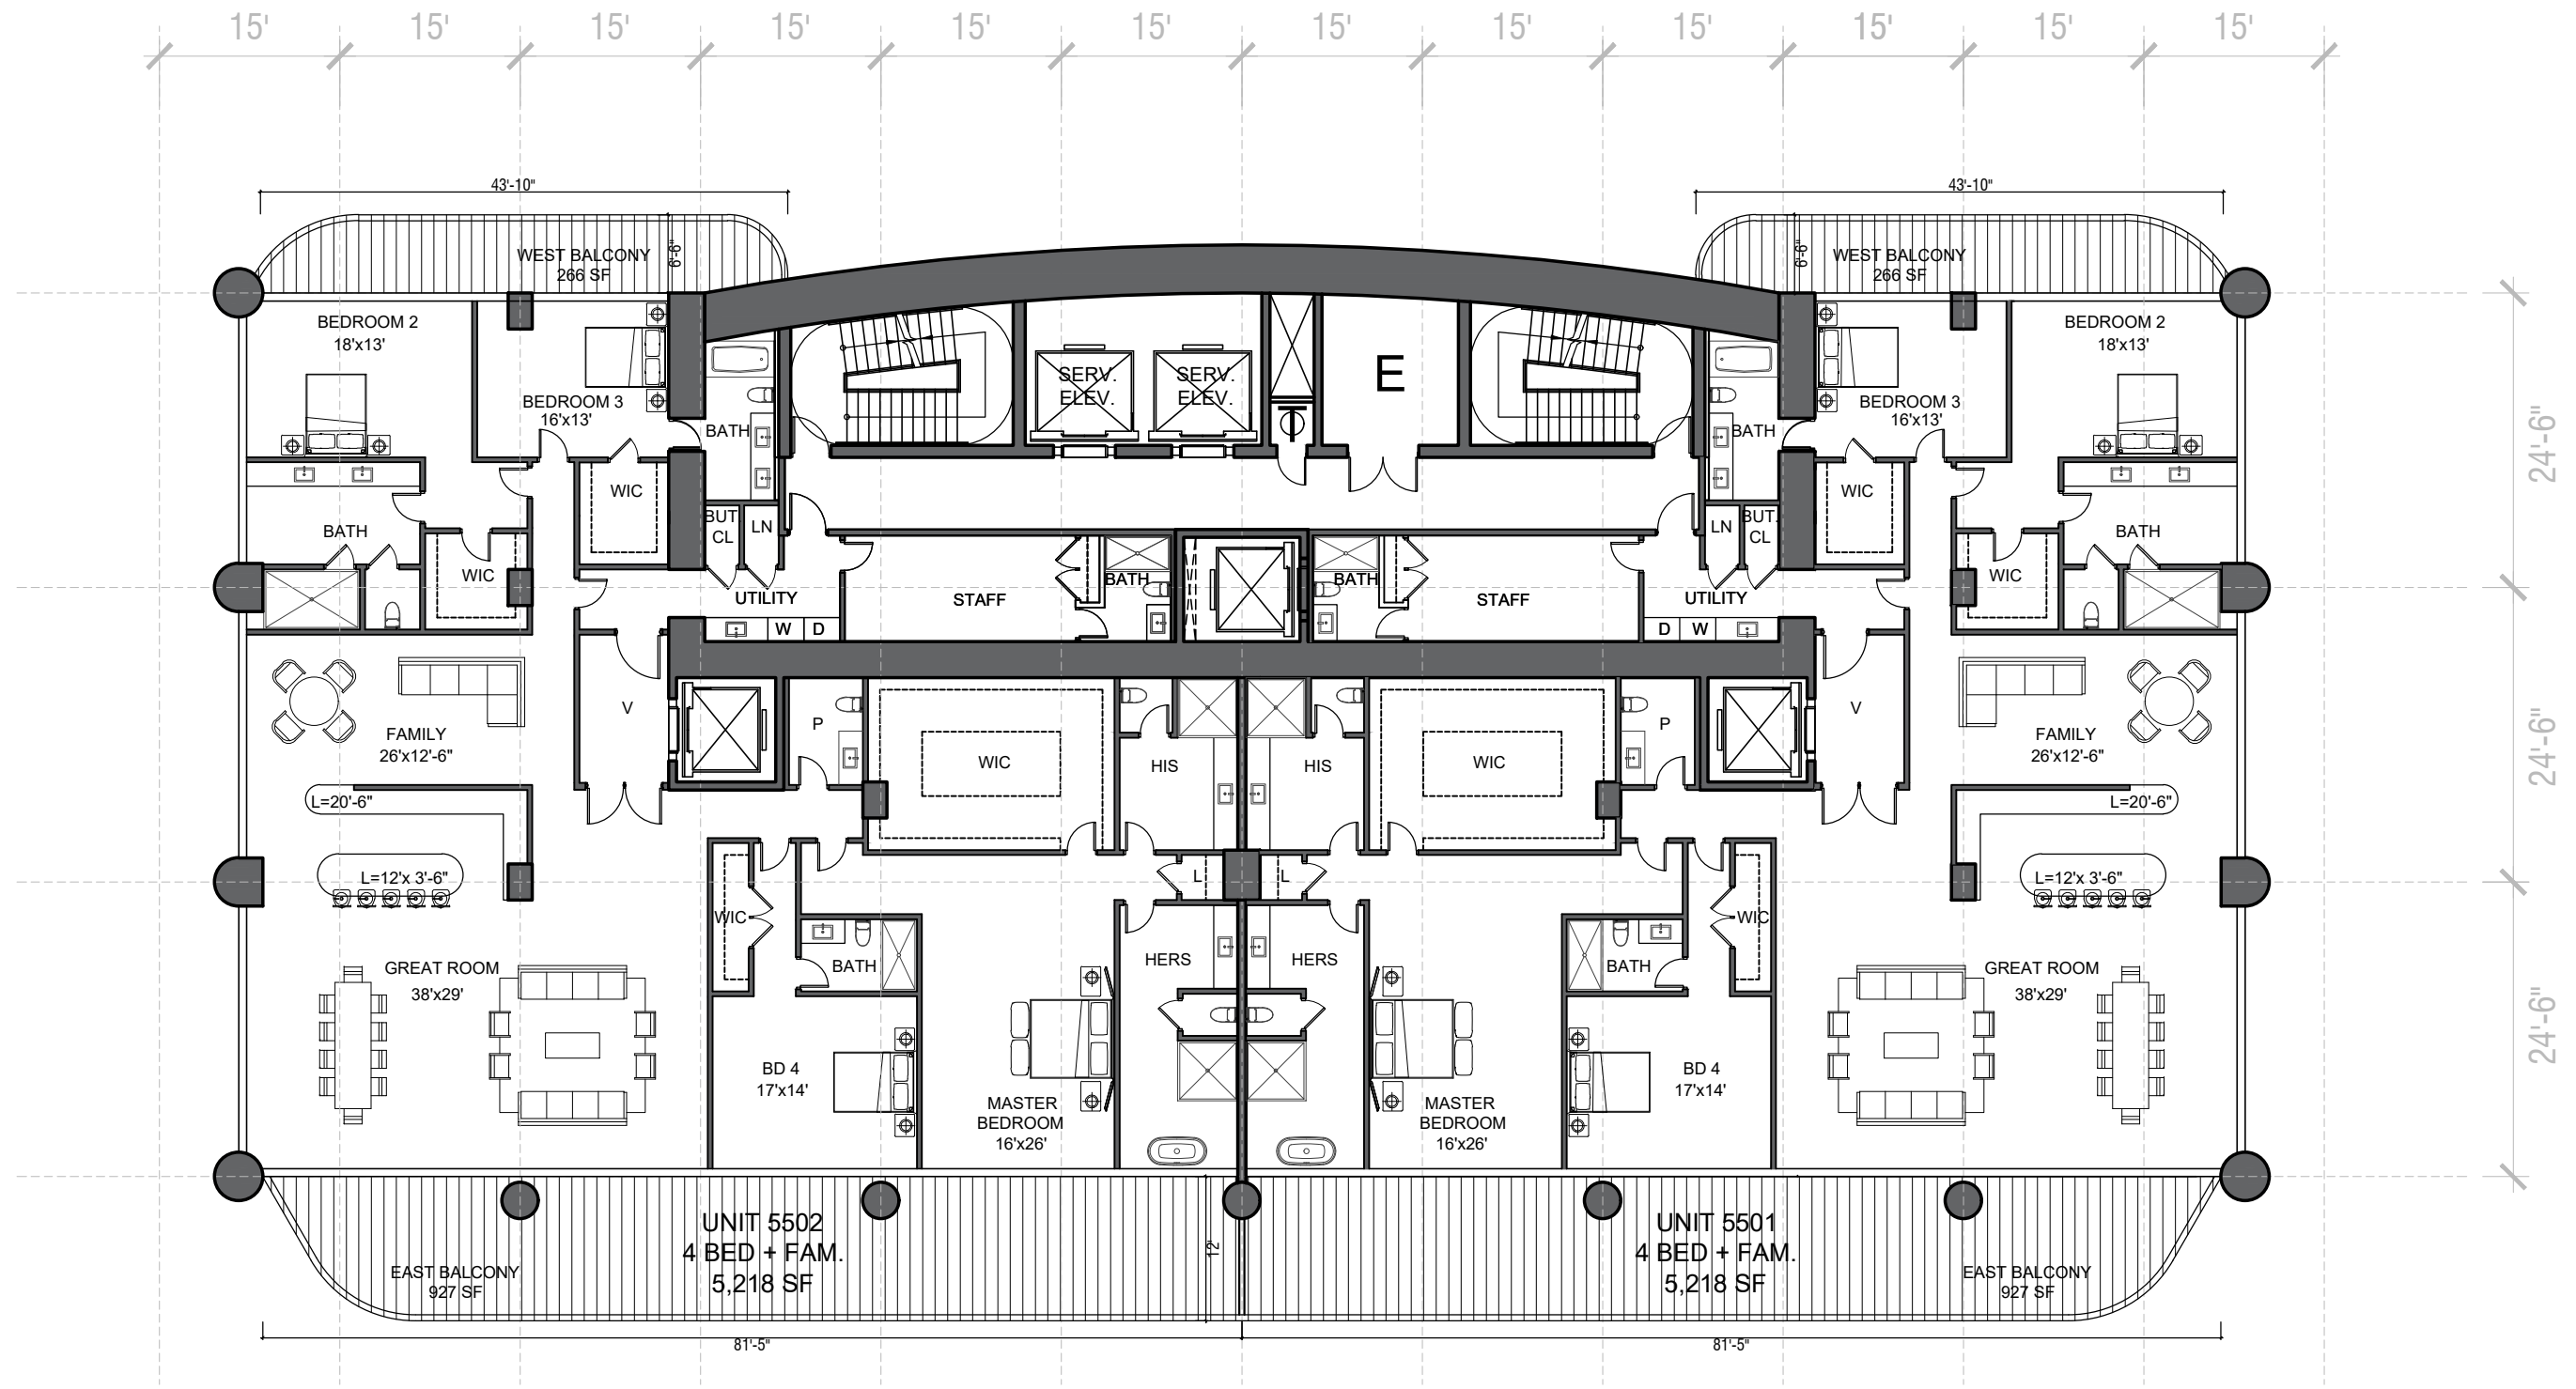 15' 15' 15' 15' 15' 15' 15' 15' 15' 15' 15' 15'
43'-10" 43'-10"
WEST BALCONY
266 SF
6'-6"
6'-6"
WEST BALCONY
266 SF
BEDROOM 2
18'x13'
BEDROOM 3
16'x13'
BATH
SERV.
ELEV.
SERV.
ELEV.
T
E
BATH
BEDROOM 3
16'x13'
BEDROOM 2
18'x13'
24'-6"
WIC
BATH
WIC
BUT
CL
LN
UTILITY
W D
STAFF
BATH
BATH
STAFF
LN
BUT.
CL
UTILITY
D W
WIC
WIC
BATH
FAMILY
26'x12'-6"
V
P
WIC
HIS
HIS
WIC
P
V
FAMILY
26'x12'-6"
24'-6"
L=20'-6"
L=20'-6"
L=12'x 3'-6"
L
L
L=12'x 3'-6"
WIC
WIC
GREAT ROOM
38'x29'
BATH
HERS
HERS
BATH
GREAT ROOM
38'x29'
24'-6"
BD 4
17'x14'
MASTER
BEDROOM
16'x26'
MASTER
BEDROOM
16'x26'
BD 4
17'x14'
UNIT 5502
4 BED + FAM.
5,218 SF
12'
UNIT 5501
4 BED + FAM.
5,218 SF
EAST BALCONY
927 SF
EAST BALCONY
927 SF
81'-5" 81'-5"